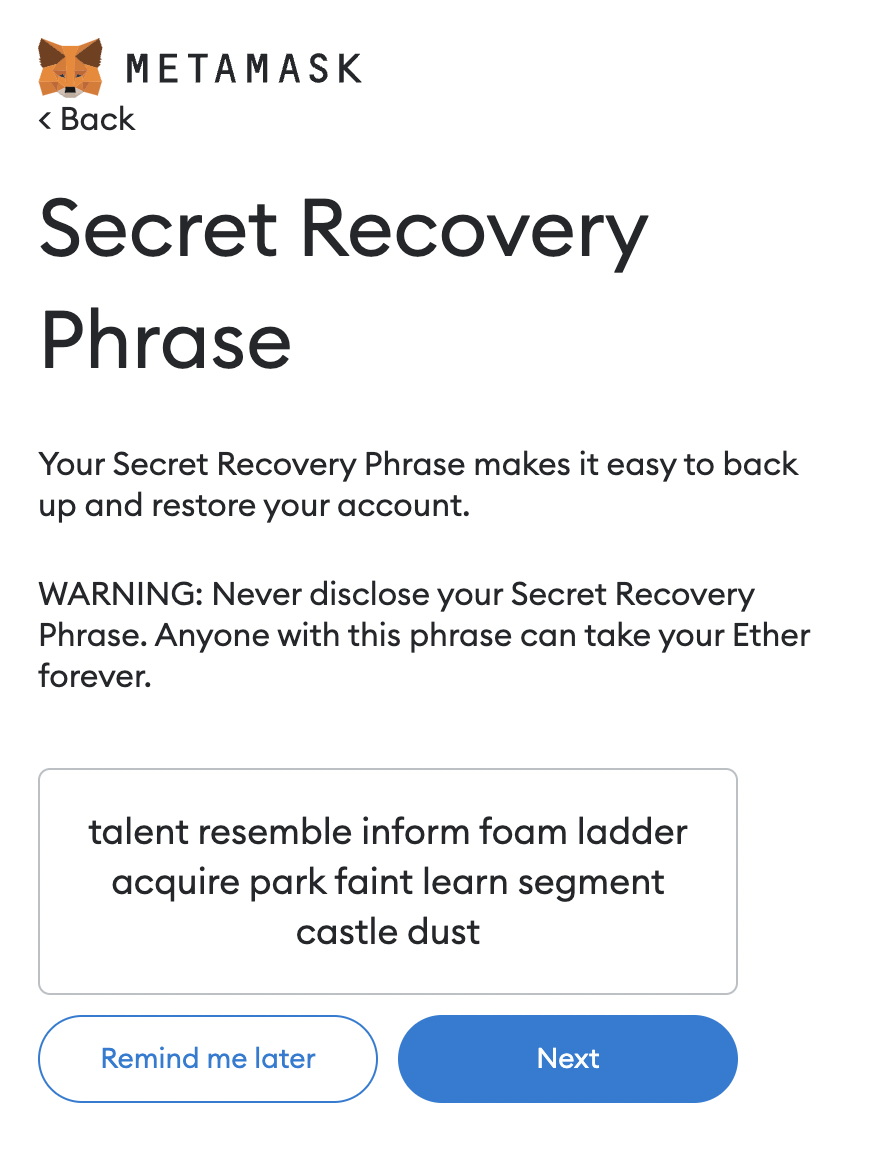 METAMASK
< Back
Secret Recovery
Phrase
Your Secret Recovery Phrase makes it easy to back
up and restore your account.
WARNING: Never disclose your Secret Recovery
Phrase. Anyone with this phrase can take your Ether
forever.
talent resemble inform foam ladder
acquire park faint learn segment
castle dust
Remind me later
Next